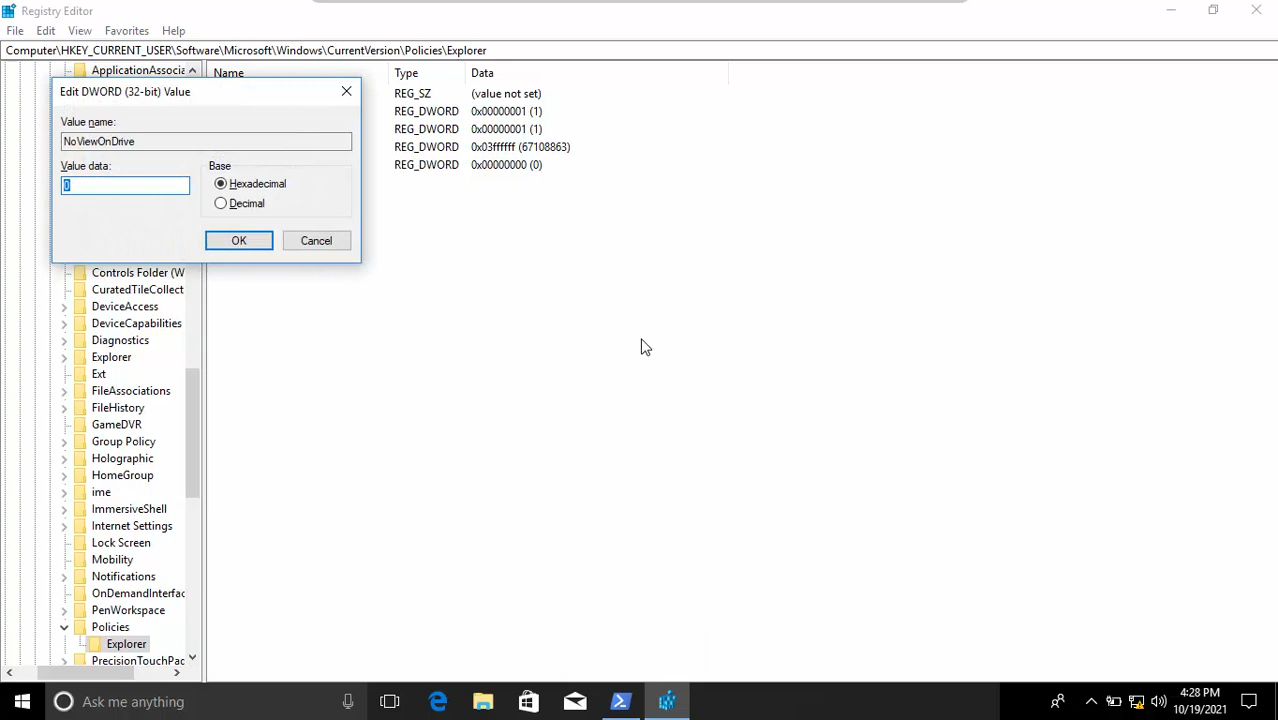 Registry Editor
File Edit View Favorites Help
Computer\HKEY_CURRENT_USER\Software\Microsoft\Windows\CurrentVersion\Policies\Explorer
ApplicationAssocia
Name Type Data
Edit DWORD (32-bit) Value
REG_SZ (value not set)
REG_DWORD 0x00000001 (1)
REG_DWORD 0x00000001 (1)
REG_DWORD 0x03ffffff (67108863)
REG_DWORD 0x00000000 (0)
Value name:
NoViewOnDrive
Value data:
0
Base
Hexadecimal
Decimal
OK Cancel
Controls Folder (W
CuratedTileCollect
DeviceAccess
DeviceCapabilities
Diagnostics
Explorer
Ext
FileAssociations
FileHistory
GameDVR
Group Policy
Holographic
HomeGroup
ime
ImmersiveShell
Internet Settings
Lock Screen
Mobility
Notifications
OnDemandInterfac
PenWorkspace
Policies
Explorer
PrecisionTouchPac
Ask me anything
4:28 PM
10/19/2021